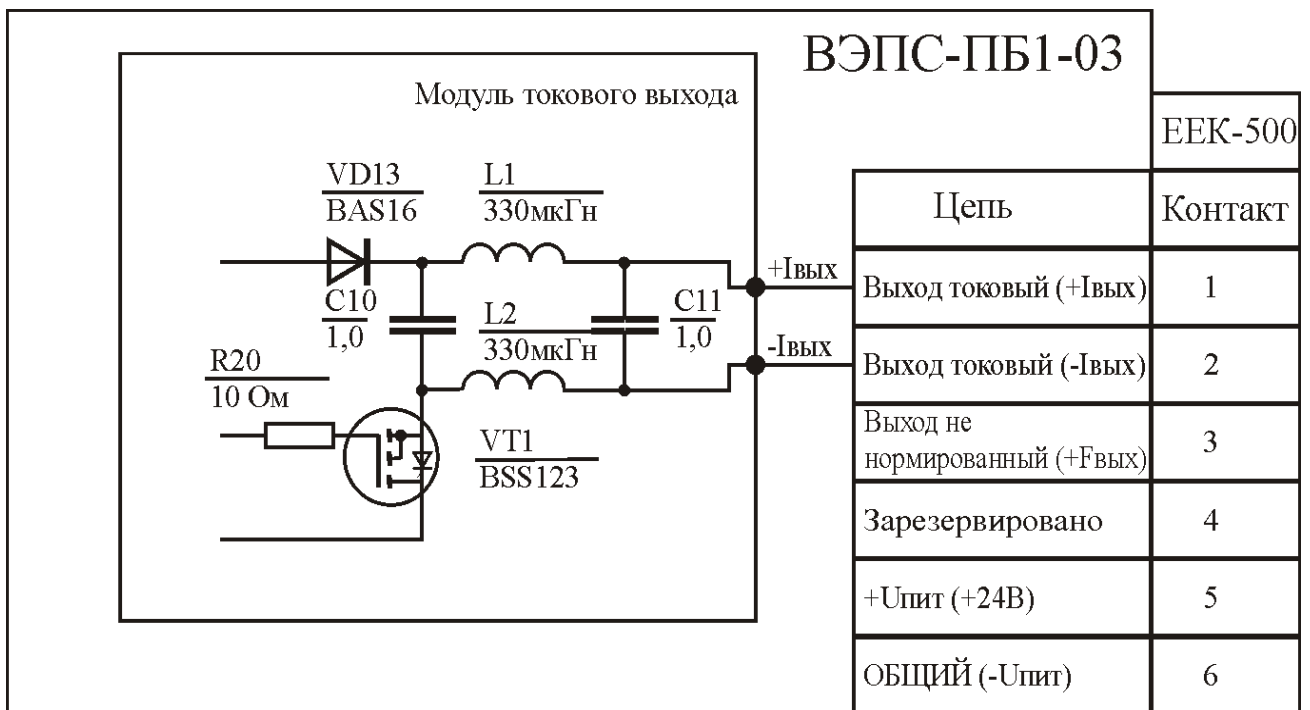 ВЭПС-ПБ1-03
Модуль токового выхода
ЕЕК-500
Цепь
Контакт
VD13
BAS16
L1
330мкГн
C10
1,0
L2
330мкГн
C11
1,0
R20
10 Ом
VT1
BSS123
+Iвых
-Iвых
Выход токовый (+Iвых)
1
Выход токовый (-Iвых)
2
Выход не
нормированный (+Fвых)
3
Зарезервировано
4
+Uпит (+24В)
5
ОБЩИЙ (-Uпит)
6